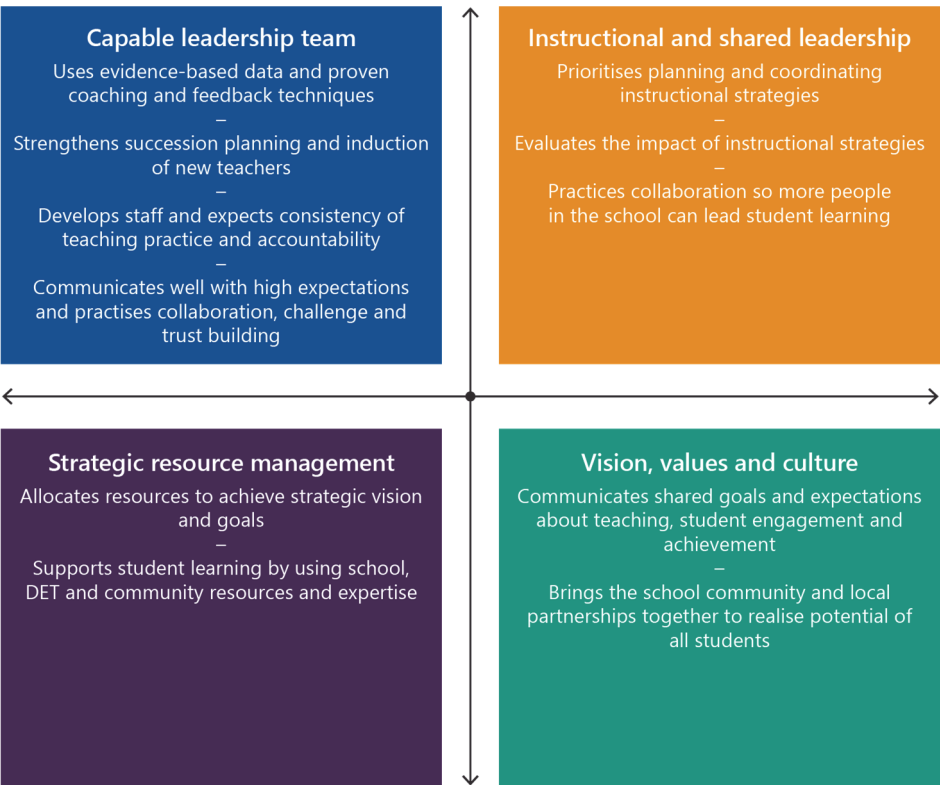 Capable leadership team
Uses evidence-based data and proven
coaching and feedback techniques
–
Strengthens succession planning and induction
of new teachers
–
Develops staff and expects consistency of
teaching practice and accountability
–
Communicates well with high expectations
and practises collaboration, challenge and
trust building
Instructional and shared leadership
Prioritises planning and coordinating
instructional strategies
–
Evaluates the impact of instructional strategies
–
Practices collaboration so more people
in the school can lead student learning
Strategic resource management
Allocates resources to achieve strategic vision
and goals
–
Supports student learning by using school,
DET and community resources and expertise
Vision, values and culture
Communicates shared goals and expectations
about teaching, student engagement and
achievement
–
Brings the school community and local
partnerships together to realise potential of
all students